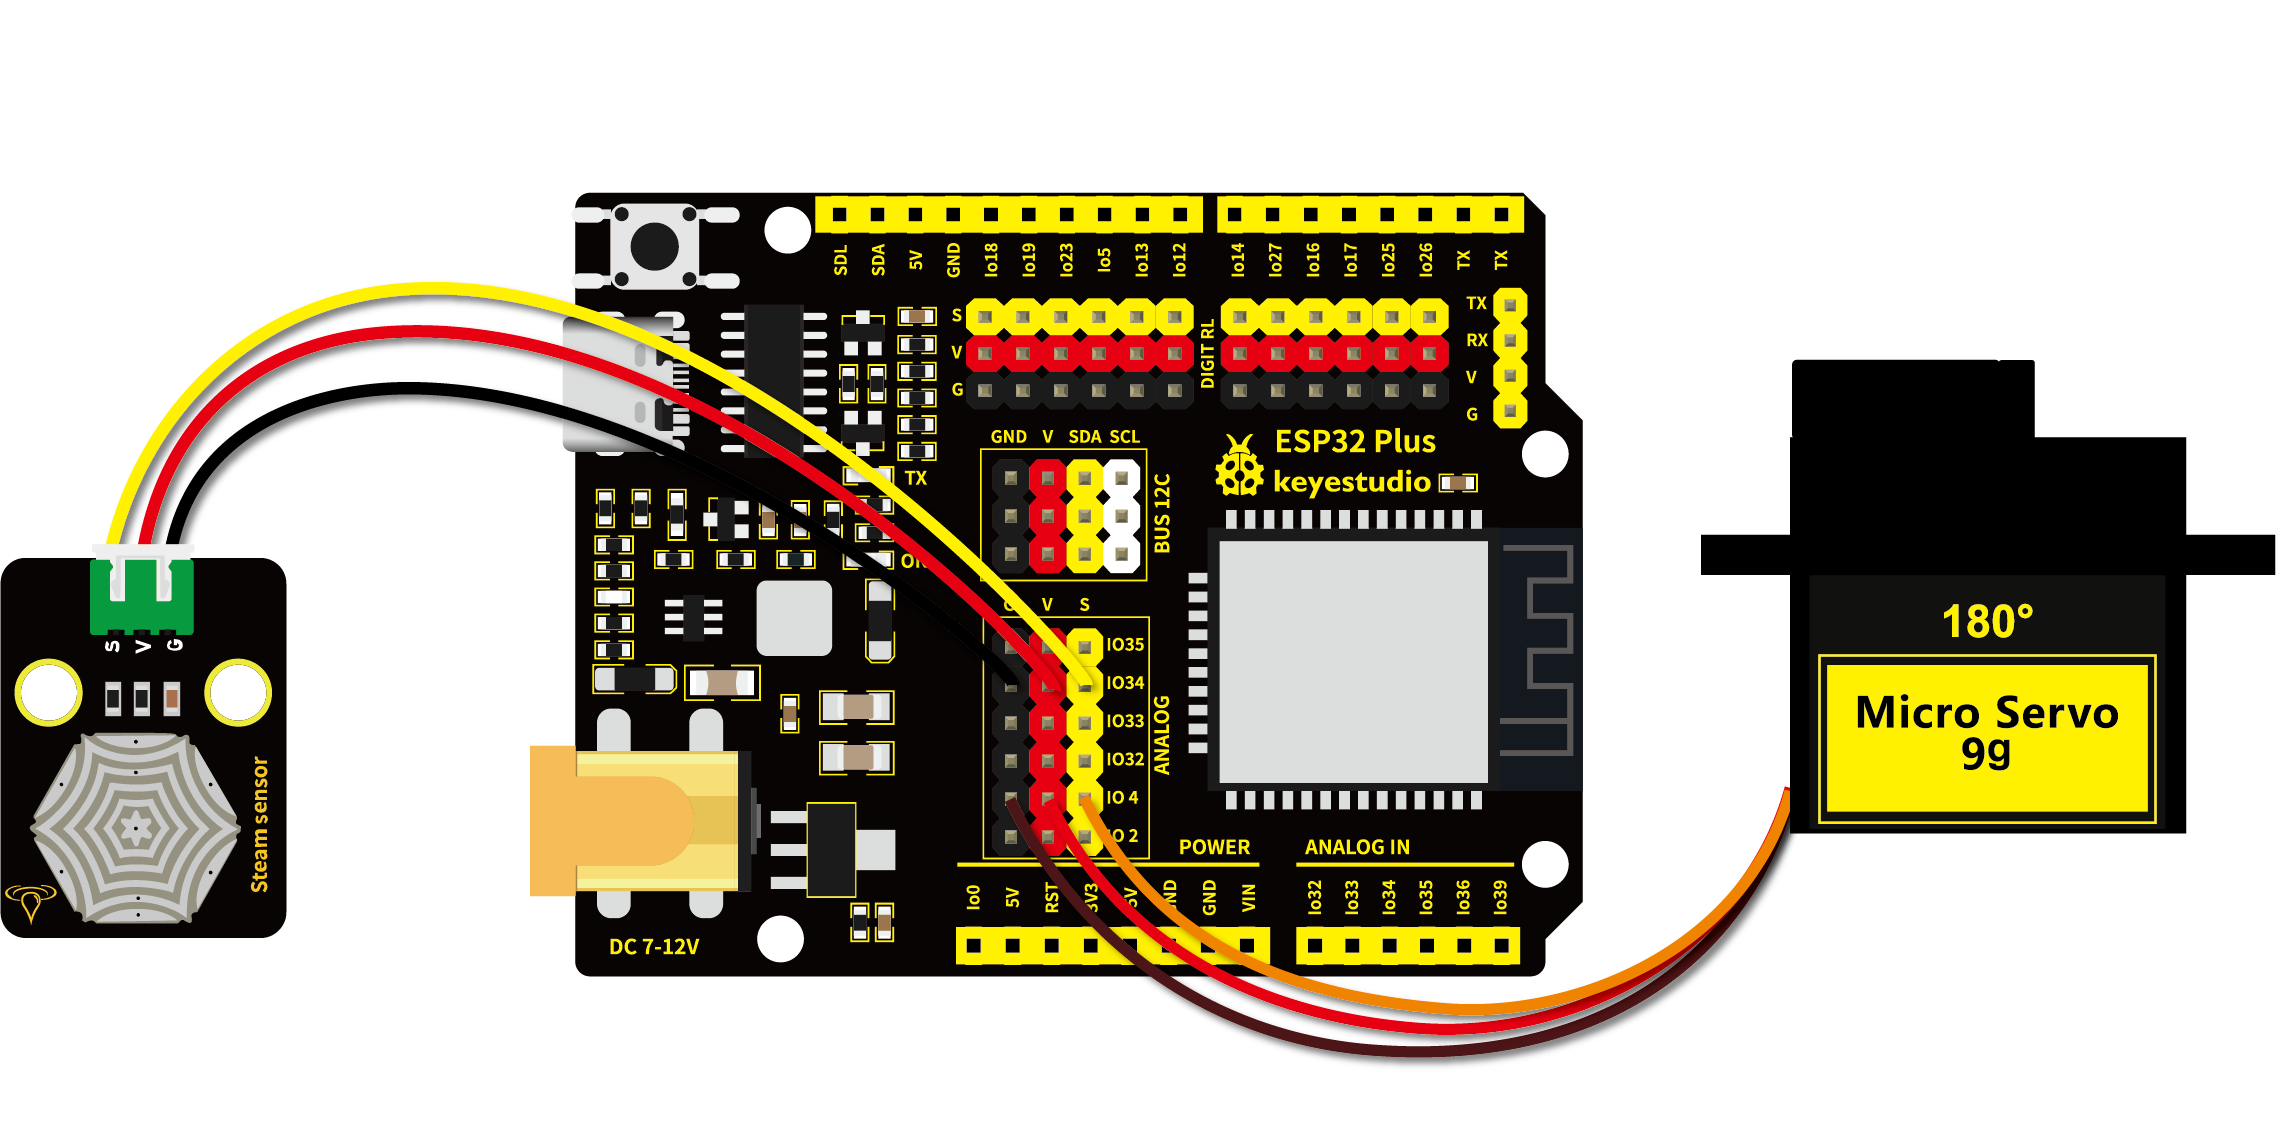 SDL SDA 5V GND Io18 Io19 Io23 Io5 Io13 Io12
Io14 Io27 Io16 Io17 Io25 Io26 TX TX
S
V
G
DIGIT RL
TX
RX
V
G
GND V SDA SCL
BUS 12C
ESP32 Plus
keyestudio
TX
V S
IO35
IO34
IO33
IO32
IO 4
IO 2
ANALOG
POWER
ANALOG IN
Io0 5V RST 3V3 5V GND GND VIN
Io32 Io33 Io34 Io35 Io36 Io39
DC 7-12V
S V G
Steam sensor
180°
Micro Servo
9g